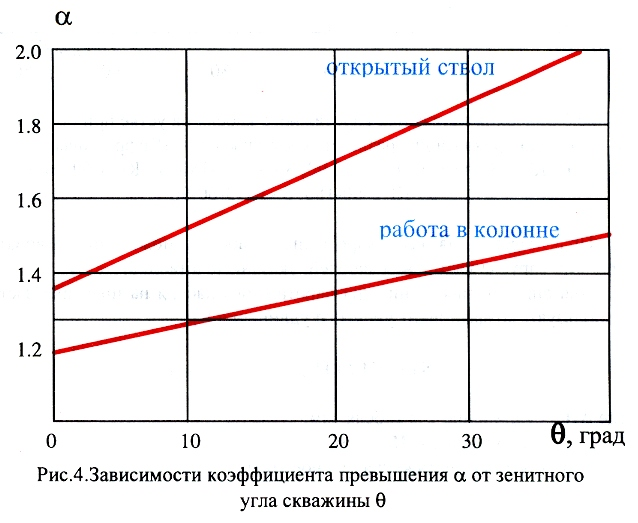 α
2.0
открытый ствол
1.8
1.6
работа в колонне
1.4
1.2
0 10 20 30 θ, град
Рис.4.Зависимости коэффициента превышения α от зенитного
угла скважины θ